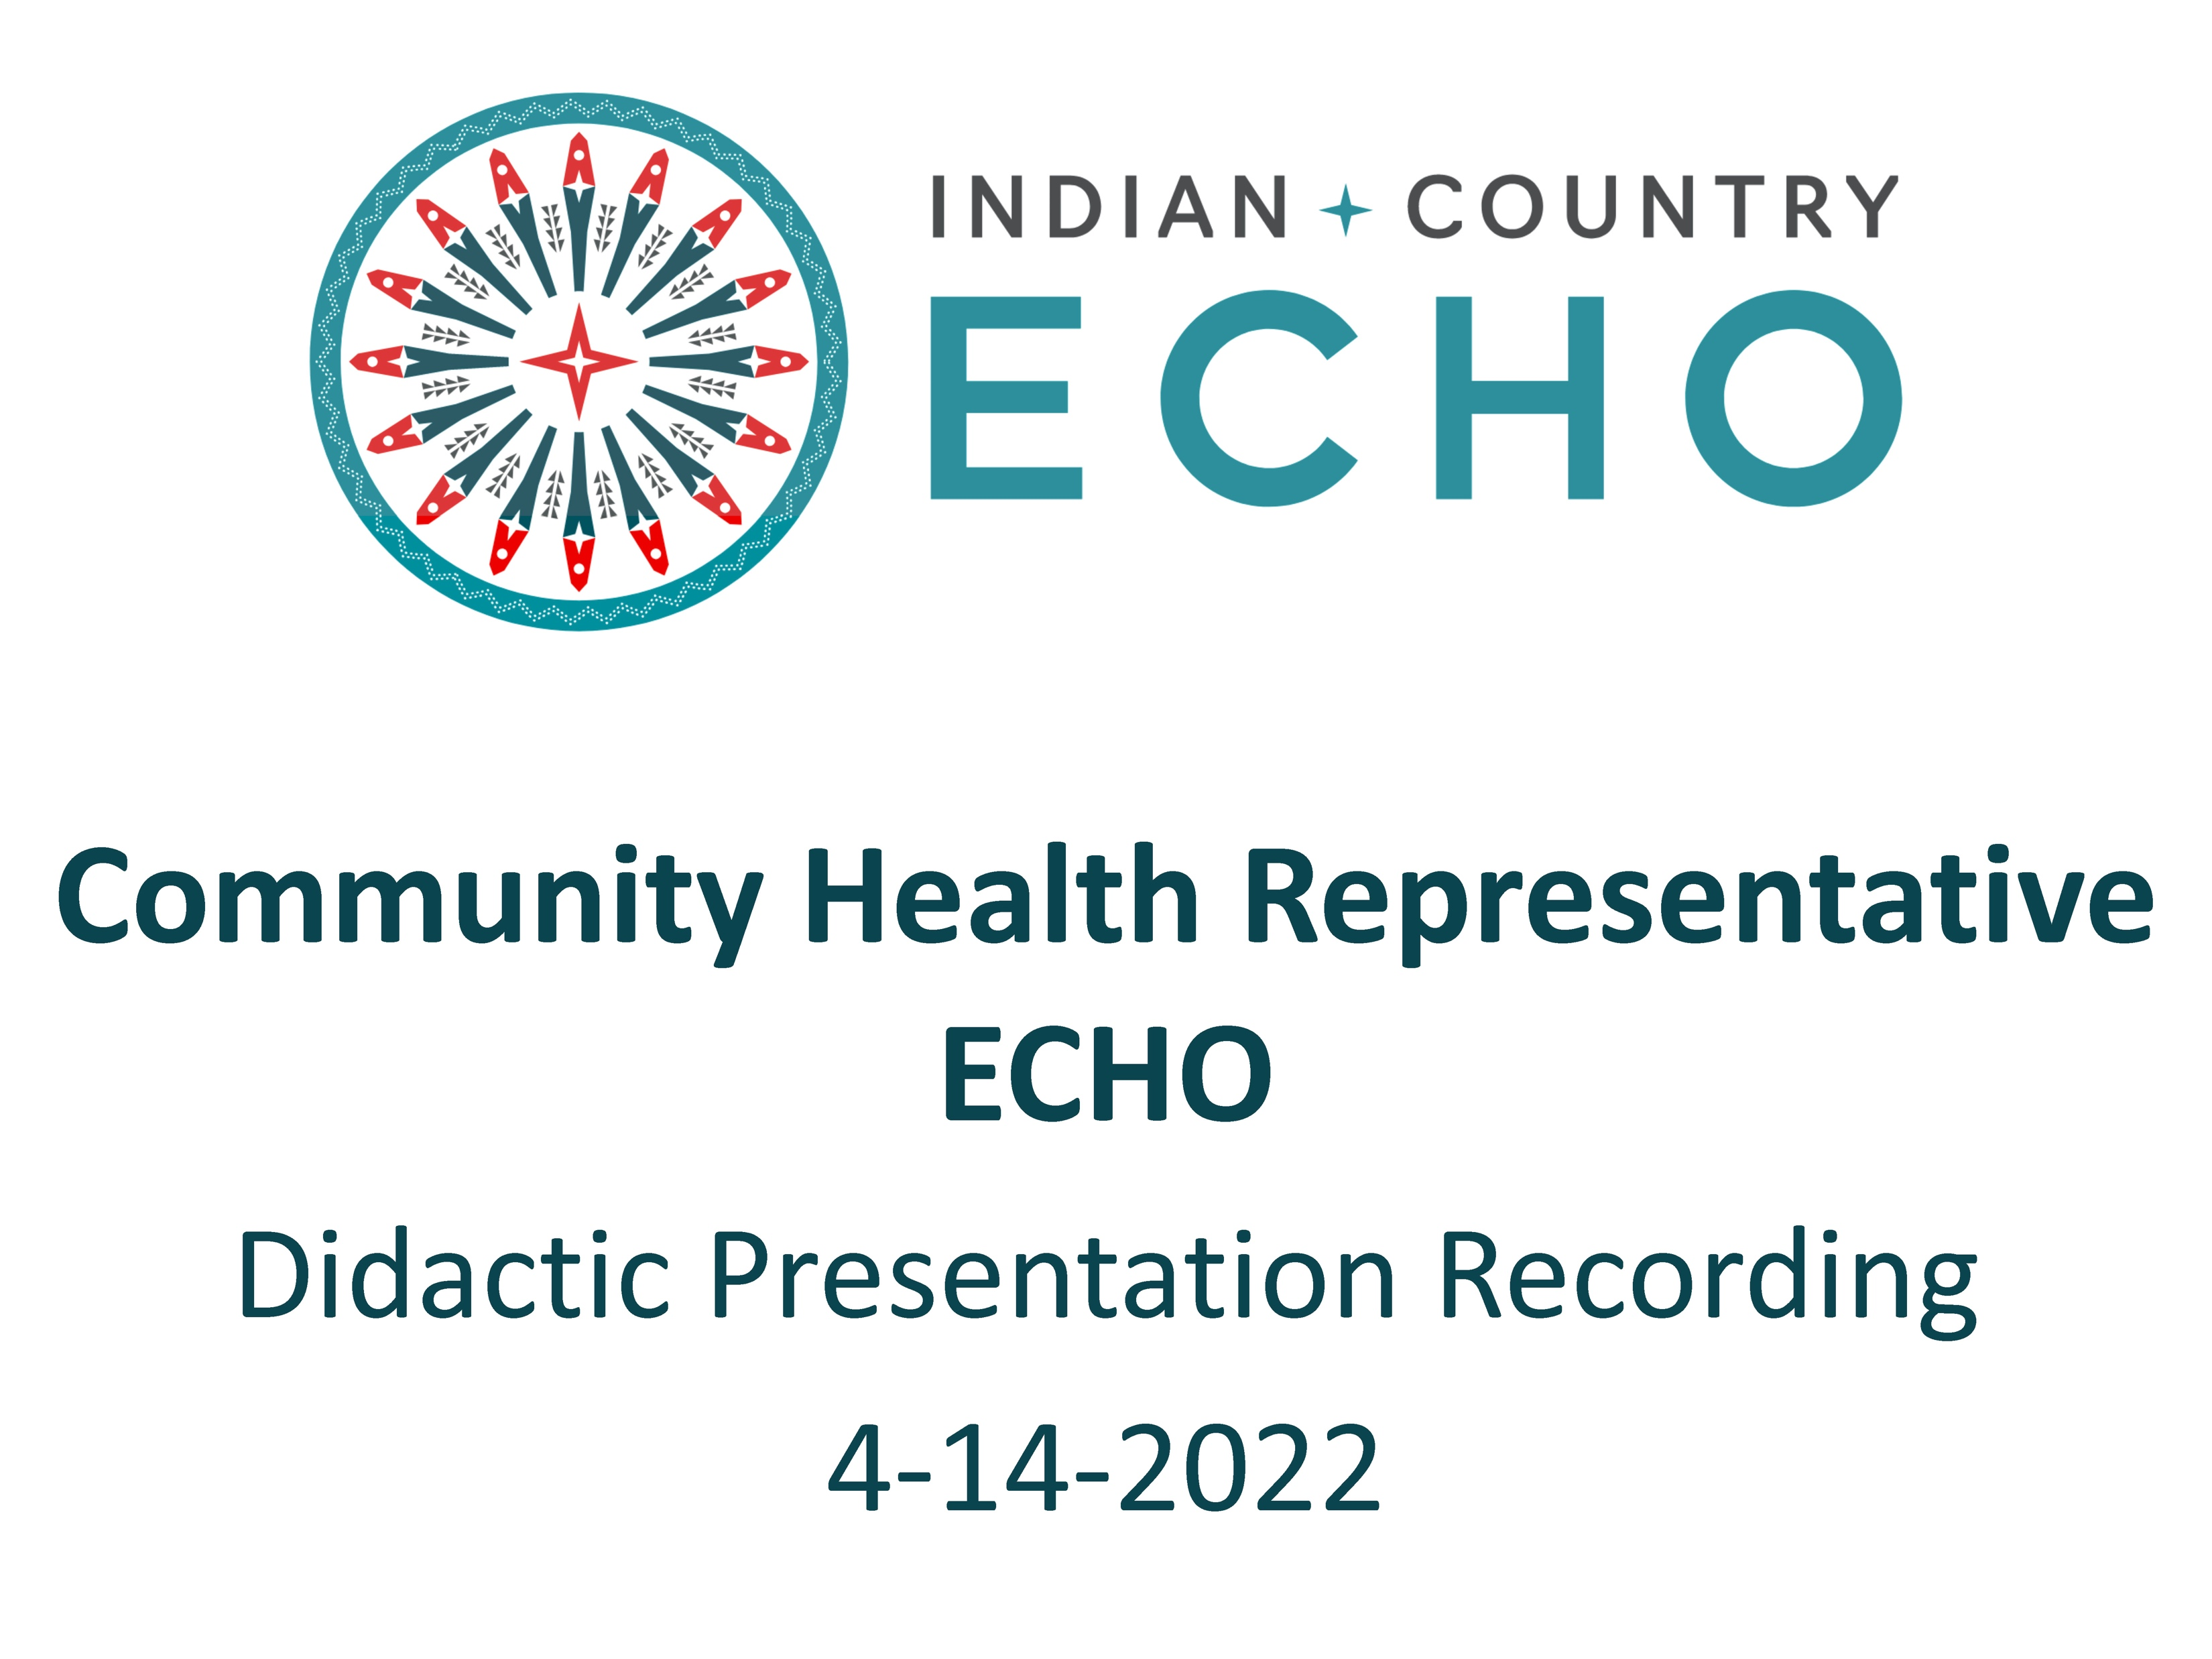 INDIAN COUNTRY
ECHO
Community Health Representative
ECHO
Didactic Presentation Recording
4-14-2022